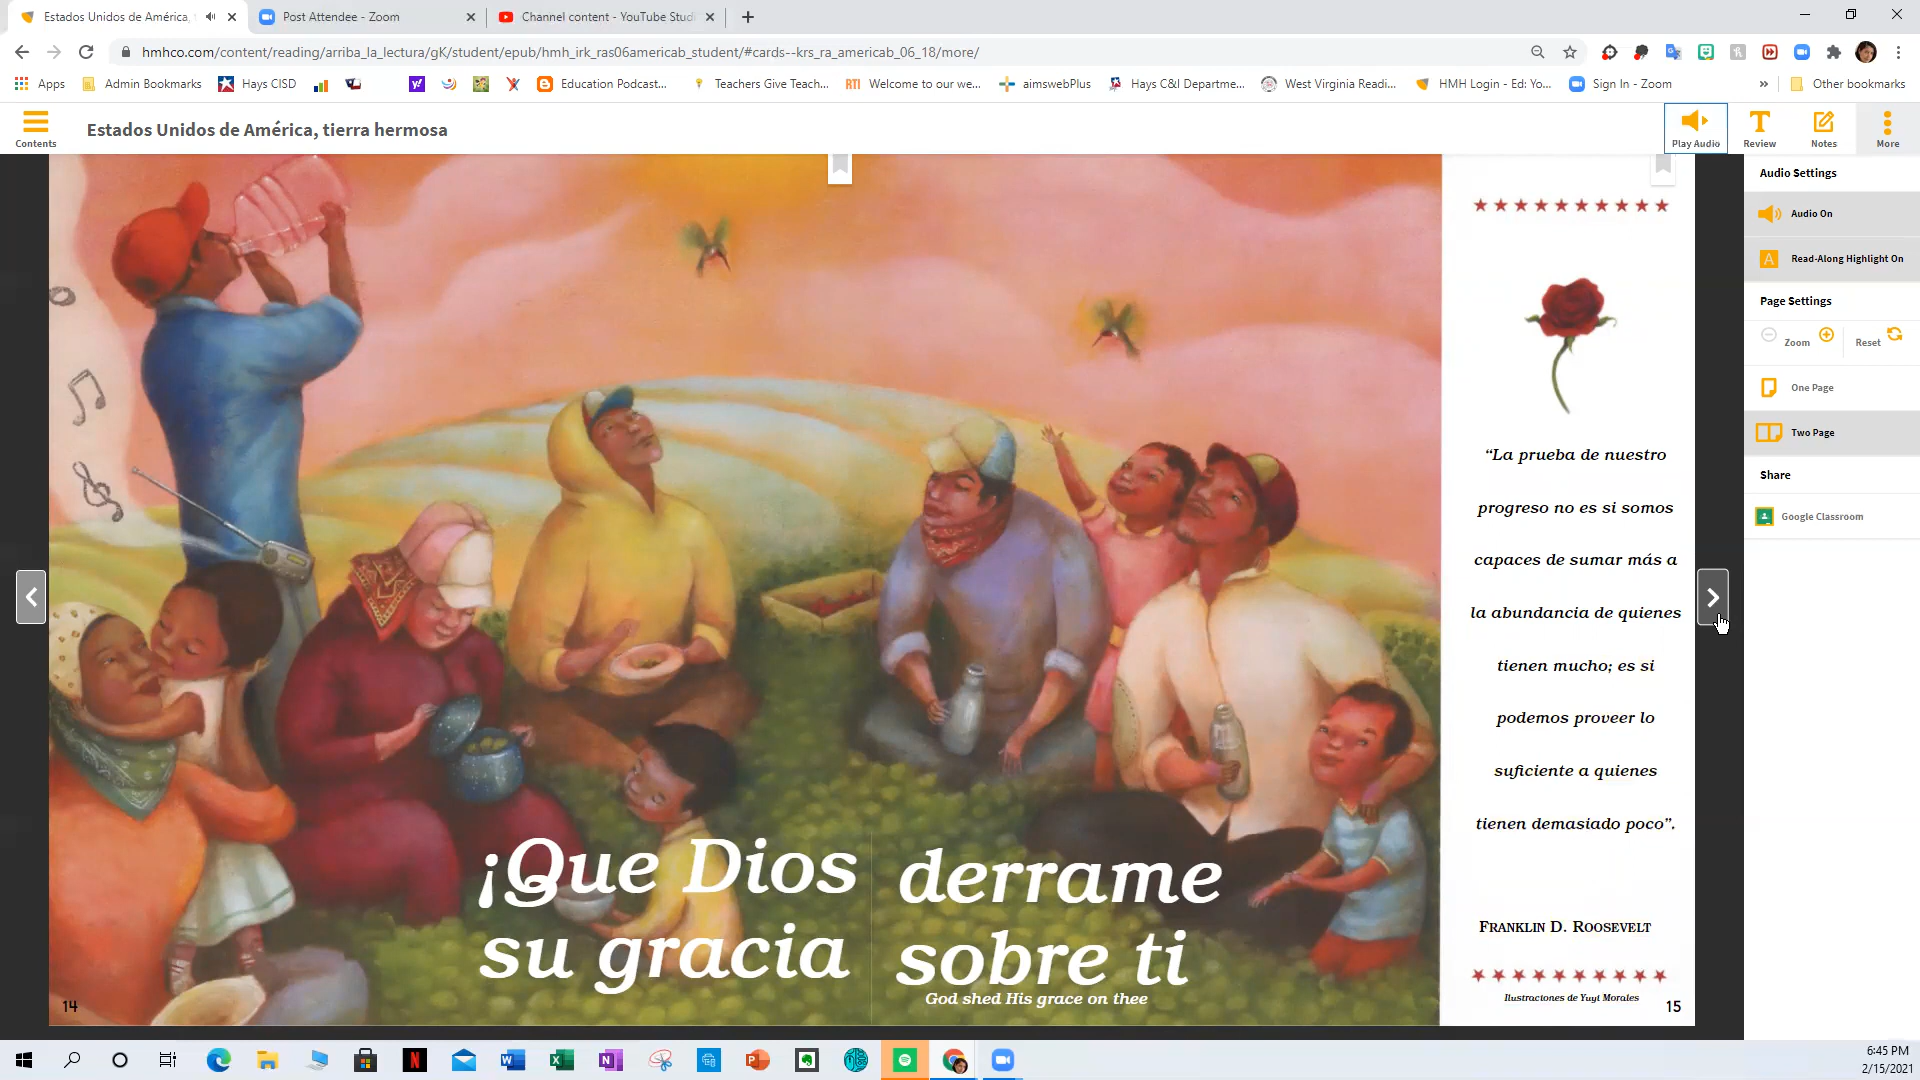 Estados Unidos de América,
Post Attendee - Zoom
Channel content - YouTube Studi
hmhco.com/content/reading/arriba_la_lectura/gK/student/epub/hmh_irk_ras06americab_student/#cards--krs_ra_americab_06_18/more/
Apps
Admin Bookmarks
Hays CISD
Education Podcast...
Teachers Give Teach...
RTI Welcome to our we...
aimswebPlus
Hays C&I Departme...
West Virginia Readi...
HMH Login - Ed: Yo...
Sign In - Zoom
»
Other bookmarks
Contents
Estados Unidos de América, tierra hermosa
Play Audio
Review
Notes
More
Audio Settings
Audio On
Read-Along Highlight On
Page Settings
Zoom
Reset
One Page
Two Page
Share
Google Classroom
¡Que Dios
su gracia
14
derrame
sobre ti
God shed His grace on thee
“La prueba de nuestro
progreso no es si somos
capaces de sumar más a
la abundancia de quienes
tienen mucho; es si
podemos proveer lo
suficiente a quienes
tienen demasiado poco”.
FRANKLIN D. ROOSEVELT
Ilustraciones de Yuyi Morales
15
6:45 PM
2/15/2021